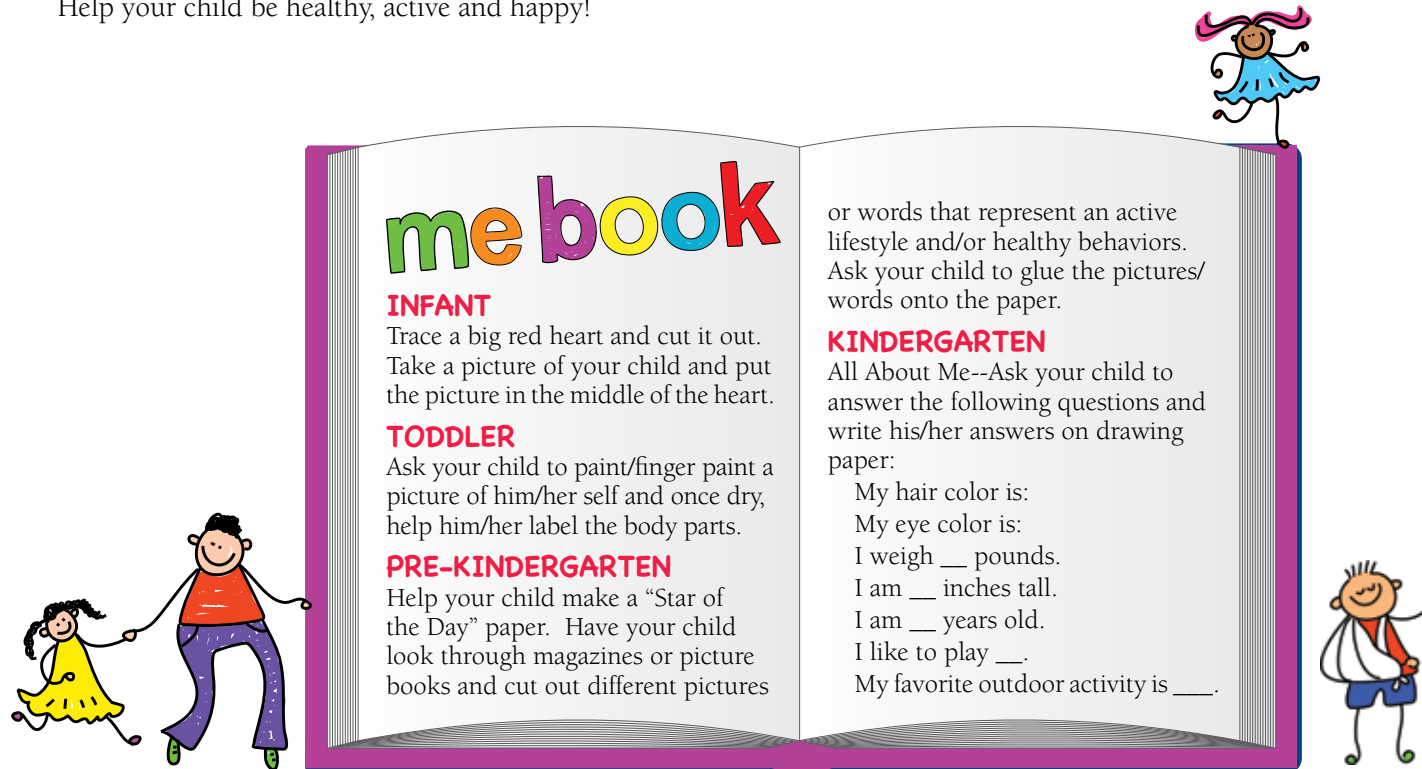 Help your child be healthy, active and happy!
me book
INFANT
Trace a big red heart and cut it out.
Take a picture of your child and put
the picture in the middle of the heart.
TODDLER
Ask your child to paint/finger paint a
picture of him/her self and once dry,
help him/her label the body parts.
PRE-KINDERGARTEN
Help your child make a “Star of
the Day” paper.  Have your child
look through magazines or picture
books and cut out different pictures
or words that represent an active
lifestyle and/or healthy behaviors.
Ask your child to glue the pictures/
words onto the paper.
KINDERGARTEN
All About Me--Ask your child to
answer the following questions and
write his/her answers on drawing
paper:
My hair color is:
My eye color is:
I weigh __ pounds.
I am __ inches tall.
I am __ years old.
I like to play __.
My favorite outdoor activity is ___.